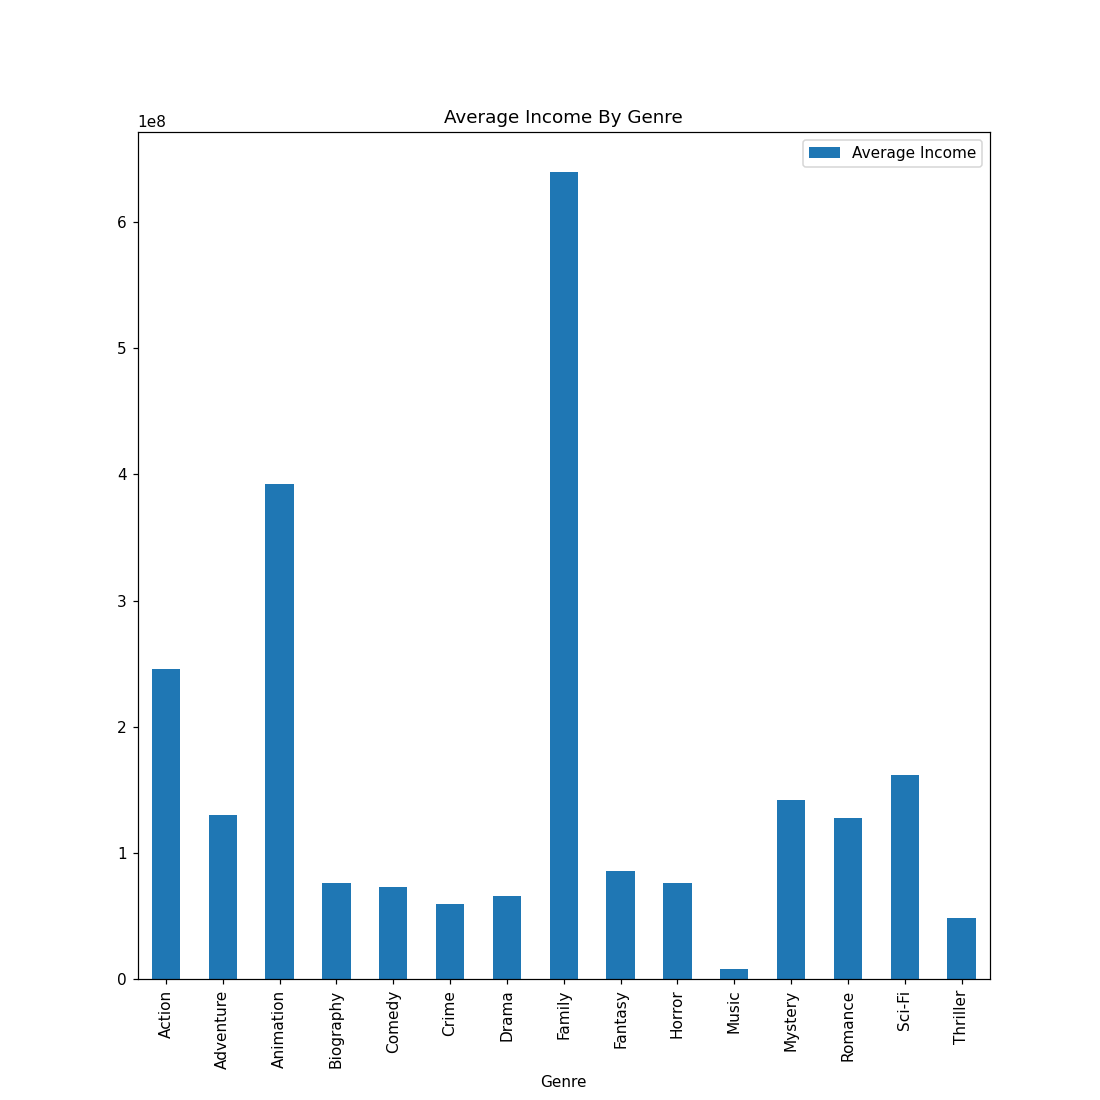 Average Income By Genre
1e8
Average Income
6
5
4
3
2
1
0
Action
Adventure
Animation
Biography
Comedy
Crime
Drama
Family
Fantasy
Horror
Music
Mystery
Romance
Sci-Fi
Thriller
Genre